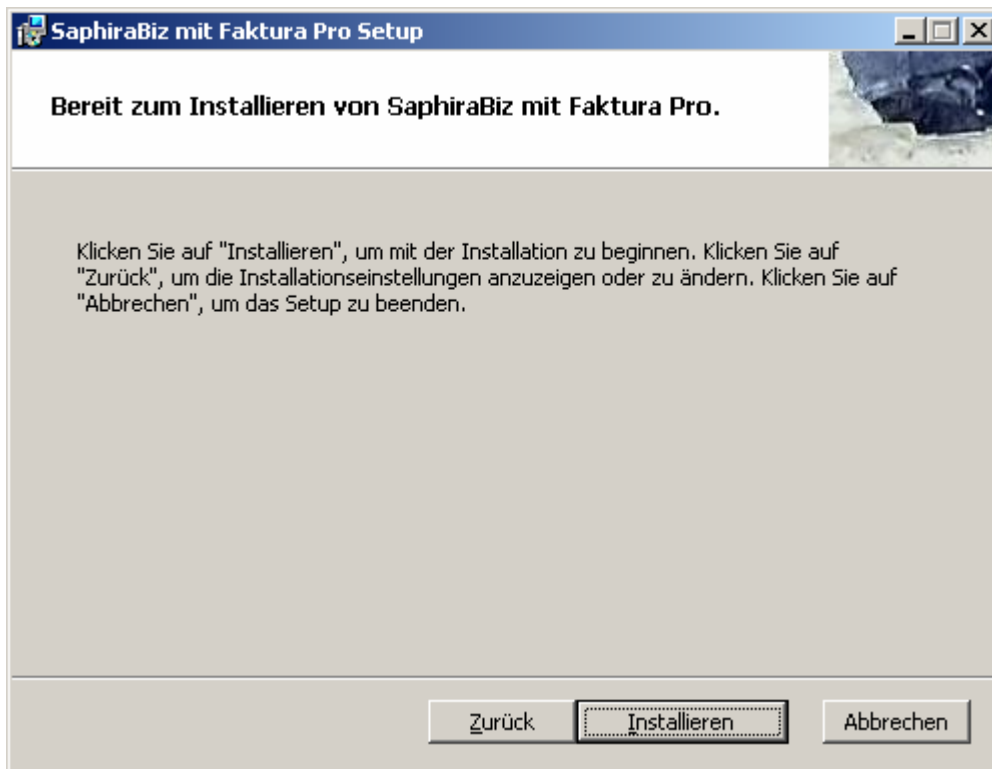 SaphiraBiz mit Faktura Pro Setup
Bereit zum Installieren von SaphiraBiz mit Faktura Pro.
Klicken Sie auf "Installieren", um mit der Installation zu beginnen. Klicken Sie auf
"Zurück", um die Installationseinstellungen anzuzeigen oder zu ändern. Klicken Sie auf
"Abbrechen", um das Setup zu beenden.
Zurück
Installieren
Abbrechen